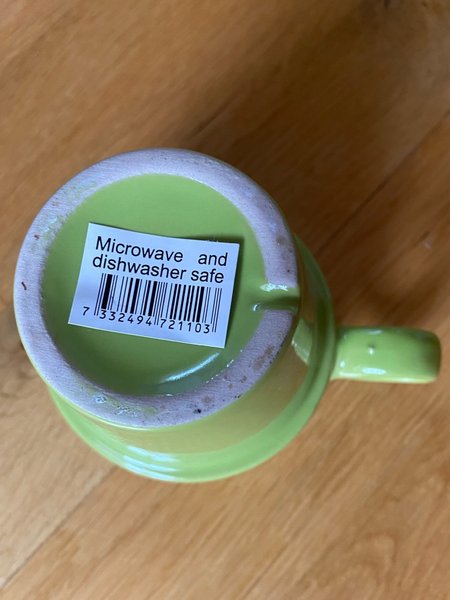 Microwave and
dishwasher safe
7 332494 721103